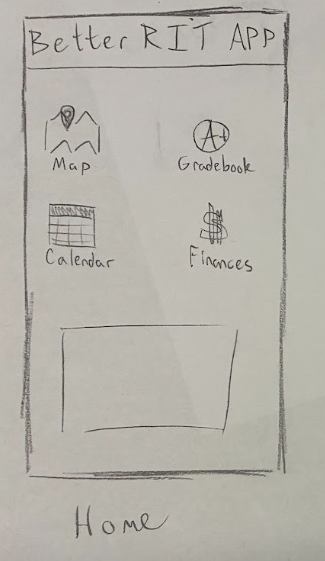 Better RIT APP
A+
Map
Gradebook
$
Calendar
Finances
Home